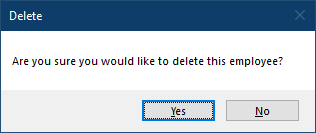 Delete
Are you sure you would like to delete this employee?
Yes
No